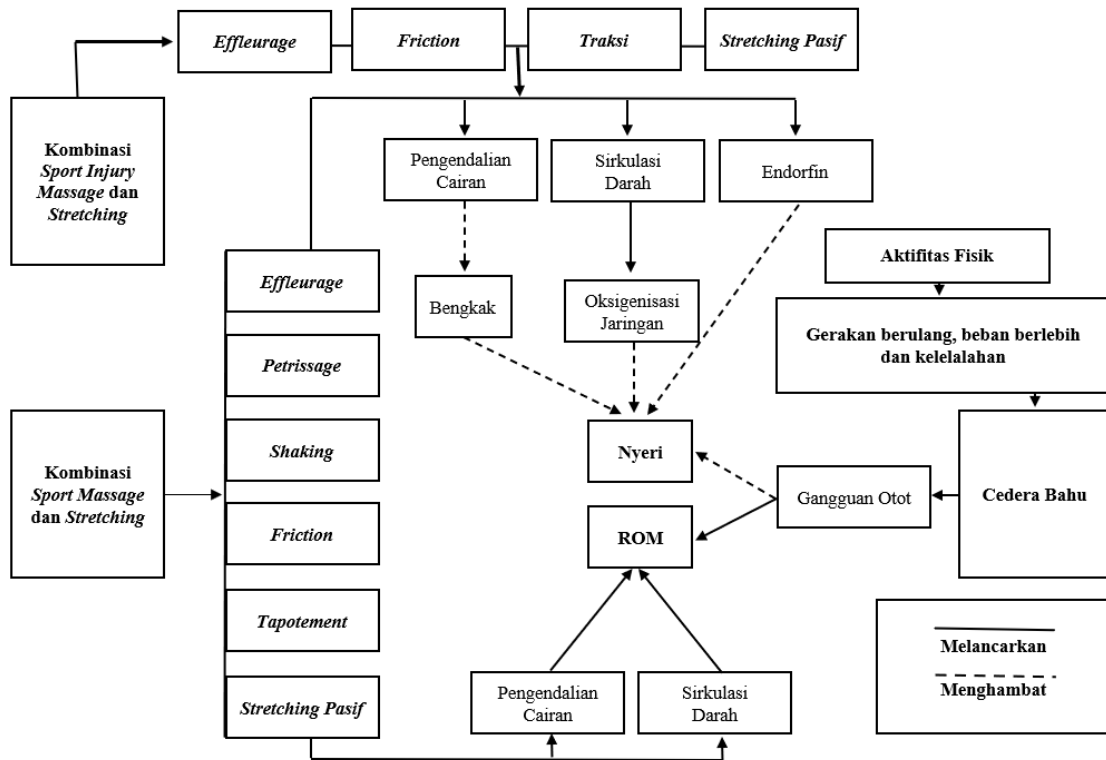 Effleurage
Friction
Traksi
Stretching Pasif
Kombinasi
Sport Injury
Massage dan
Stretching
Pengendalian
Cairan
Sirkulasi
Darah
Endorfin
Effleurage
Bengkak
Oksigenisasi
Jaringan
Aktifitas Fisik
Gerakan berulang, beban berlebih
dan kelelalahan
Petrissage
Kombinasi
Sport Massage
dan Stretching
Shaking
Nyeri
Gangguan Otot
Cedera Bahu
Friction
ROM
Tapotement
Stretching Pasif
Pengendalian
Cairan
Sirkulasi
Darah
Melancarkan
Menghambat